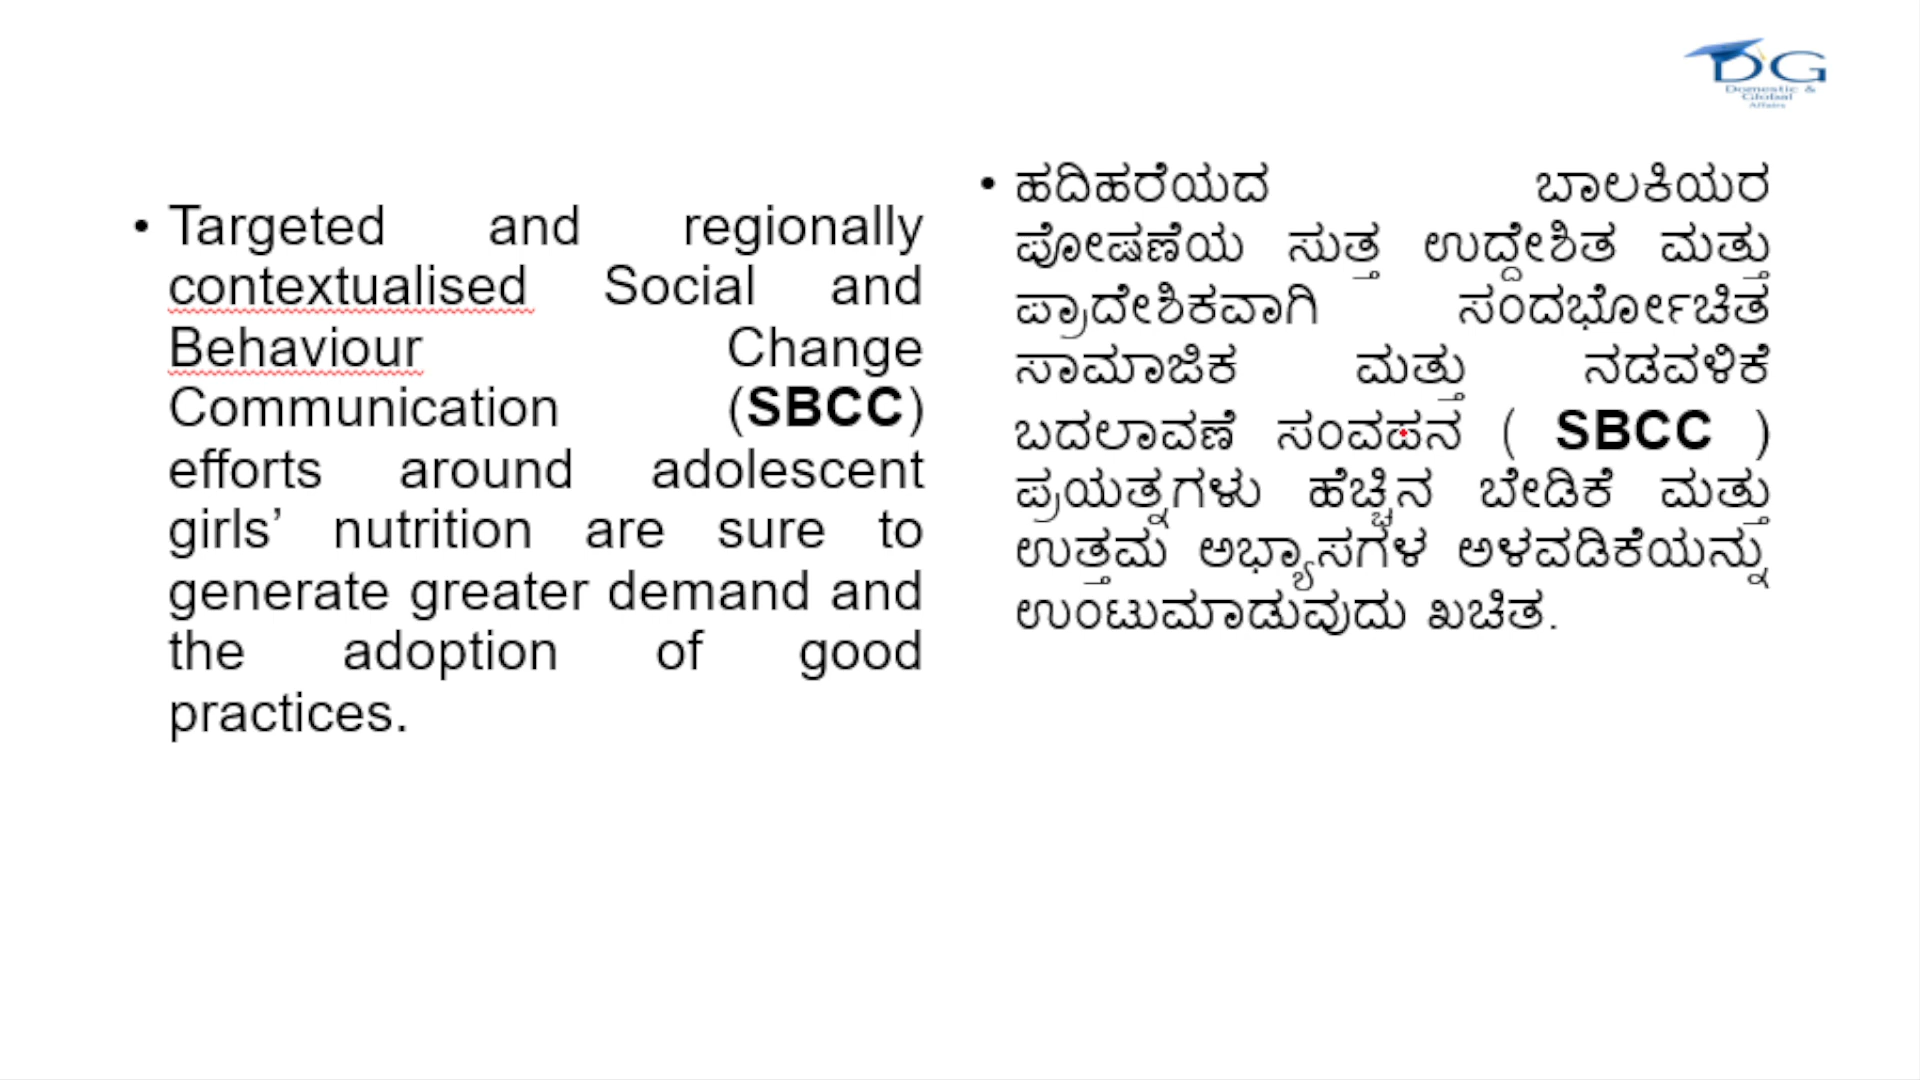 DG
Domestic &
Global
Affairs
• Targeted and regionally
contextualised Social and
Behaviour Change
Communication (SBCC)
efforts around adolescent
girls’ nutrition are sure to
generate greater demand and
the adoption of good
practices.
• ಹದಿಹರೆಯದ ಬಾಲಕಿಯರ
ಪೋಷಣೆಯ ಸುತ್ತ ಉದ್ದೇಶಿತ ಮತ್ತು
ಪ್ರಾದೇಶಿಕವಾಗಿ ಸಂದರ್ಭೋಚಿತ
ಸಾಮಾಜಿಕ ಮತ್ತು ನಡವಳಿಕೆ
ಬದಲಾವಣೆ ಸಂವಹನ ( SBCC )
ಪ್ರಯತ್ನಗಳು ಹೆಚ್ಚಿನ ಬೇಡಿಕೆ ಮತ್ತು
ಉತ್ತಮ ಅಭ್ಯಾಸಗಳ ಅಳವಡಿಕೆಯನ್ನು
ಉಂಟುಮಾಡುವುದು ಖಚಿತ.